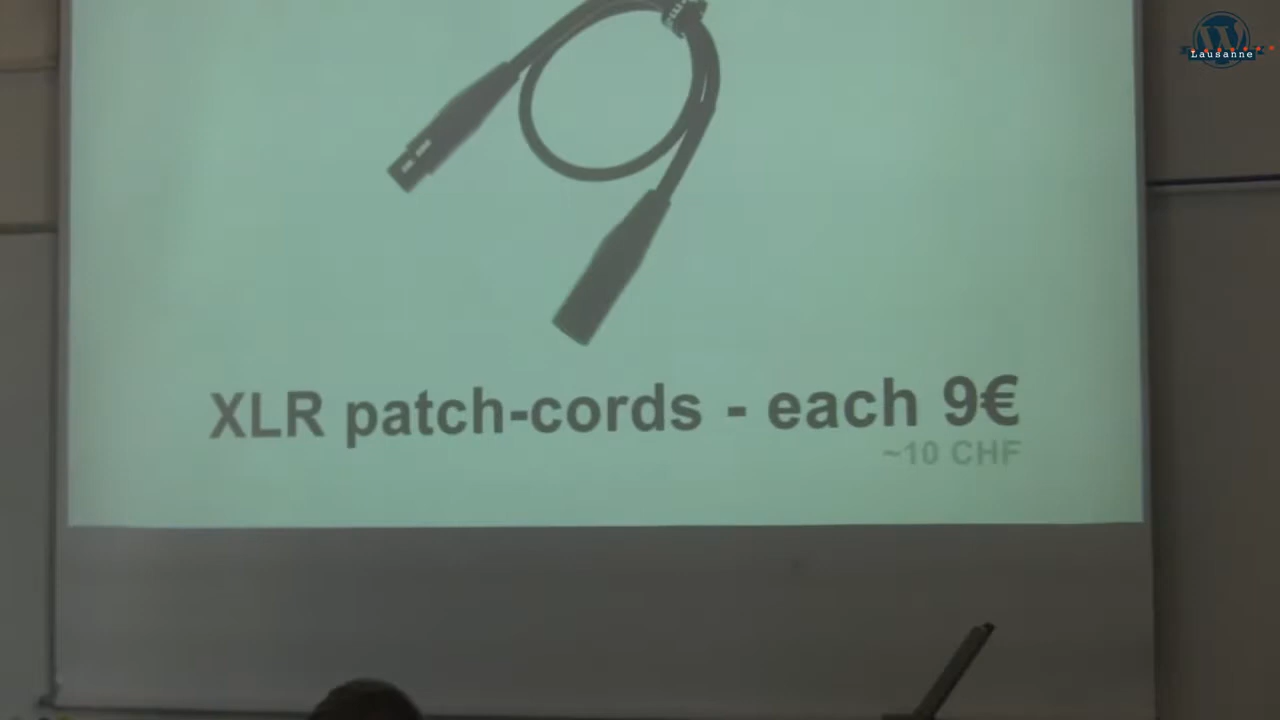 Lausanne
XLR patch-cords - each 9€
~10 CHF